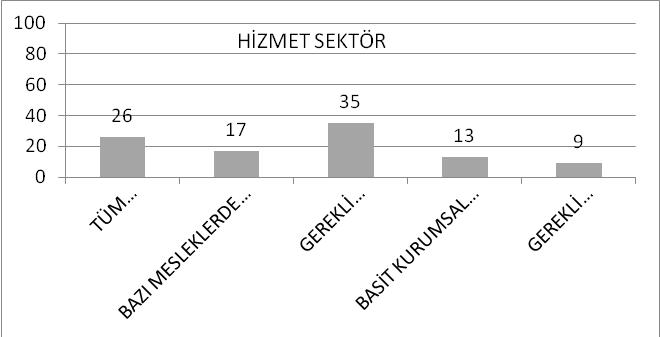 HİZMET SEKTÖR
100
80
60
40
20
0
26
17
35
13
9
TÜM...
BAZI MESLEKLERDE...
GEREKLİ...
BASİT KURUMSAL...
GEREKLİ...